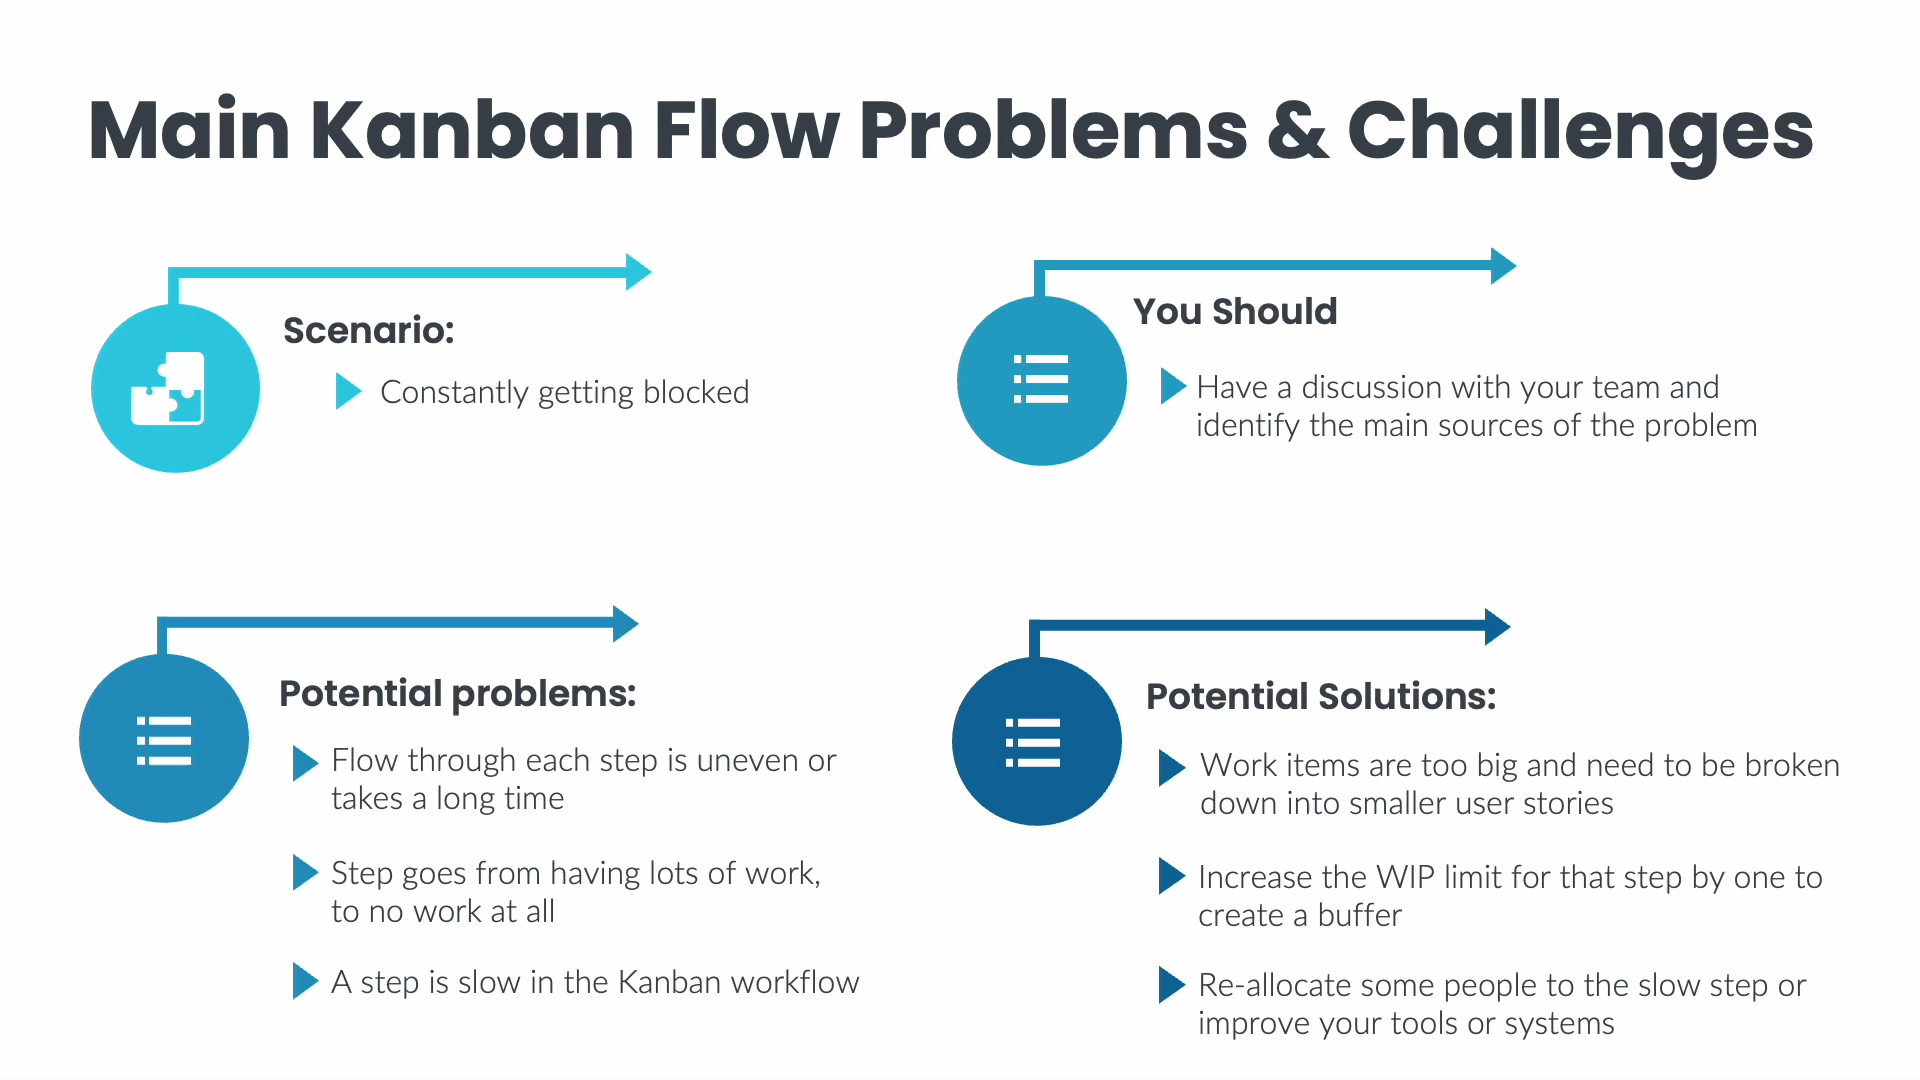 Main Kanban Flow Problems & Challenges
Scenario:
Constantly getting blocked
You Should
Have a discussion with your team and
identify the main sources of the problem
Potential problems:
Flow through each step is uneven or
takes a long time
Step goes from having lots of work,
to no work at all
A step is slow in the Kanban workflow
Potential Solutions:
Work items are too big and need to be broken
down into smaller user stories
Increase the WIP limit for that step by one to
create a buffer
Re-allocate some people to the slow step or
improve your tools or systems